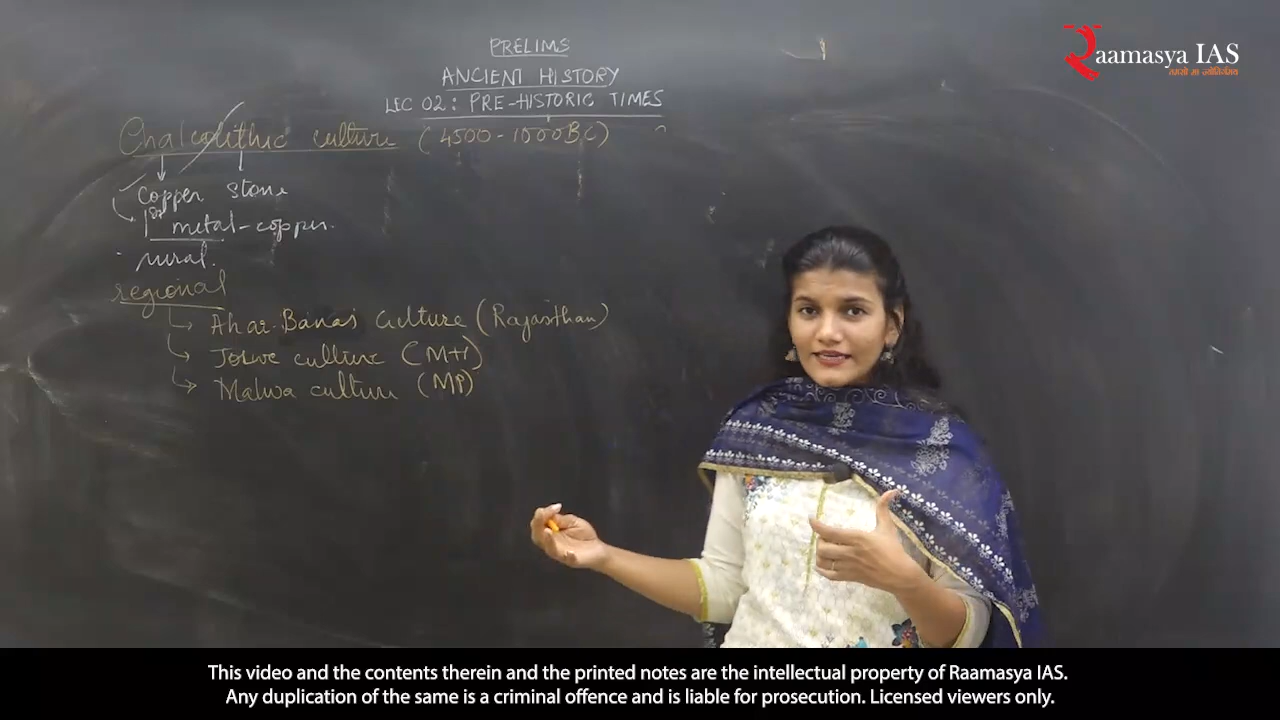 PRELIMS
ANCIENT HISTORY
LEC 02 : PRE-HISTORIC TIMES
Raamasya IAS
तमसो मा ज्योतिर्गमय
Chalcolithic culture (4500 - 1000BC)
Copper stone
1st metal - copper.
rural.
regional
Ahar-Banas Culture (Rajasthan)
Jorwe culture (MH)
Malwa culture (MP)
This video and the contents therein and the printed notes are the intellectual property of Raamasya IAS.
Any duplication of the same is a criminal offence and is liable for prosecution. Licensed viewers only.